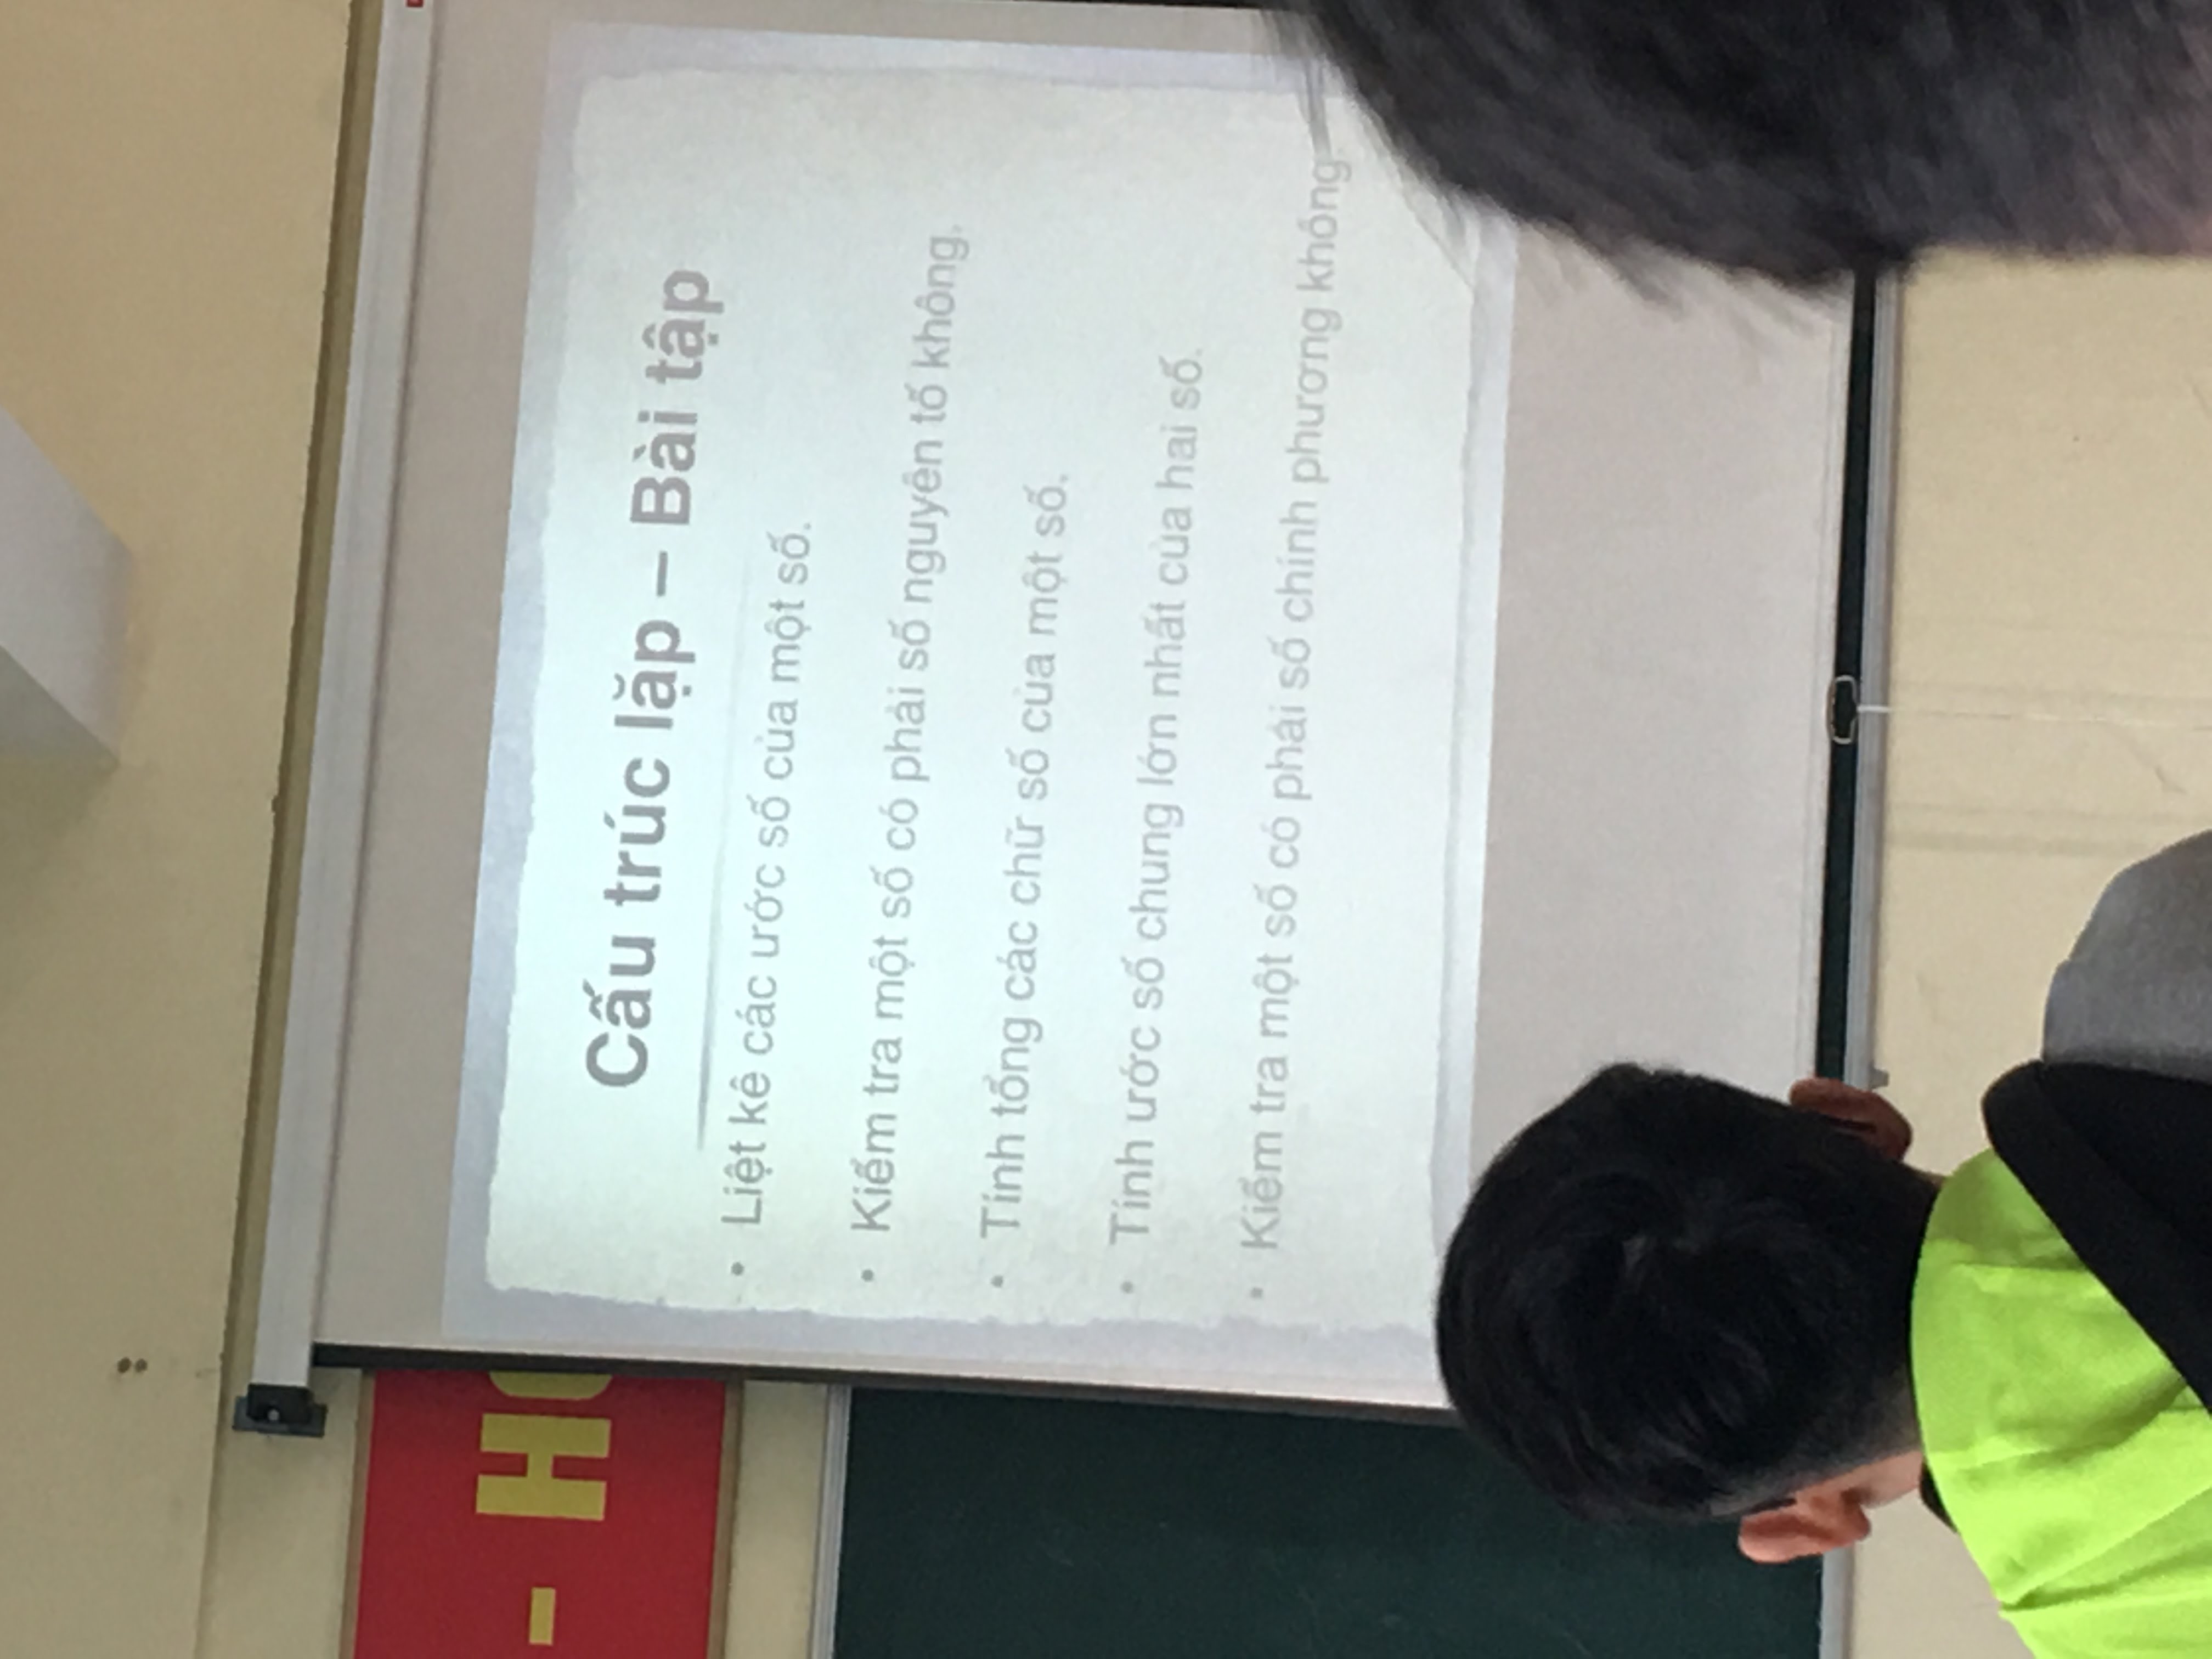 - H
Cấu trúc lặp – Bài tập
• Liệt kê các ước số của một số.
• Kiểm tra một số có phải số nguyên tố không.
• Tính tổng các chữ số của một số.
• Tính ước số chung lớn nhất của hai số.
• Kiểm tra một số có phải số chính phương không.